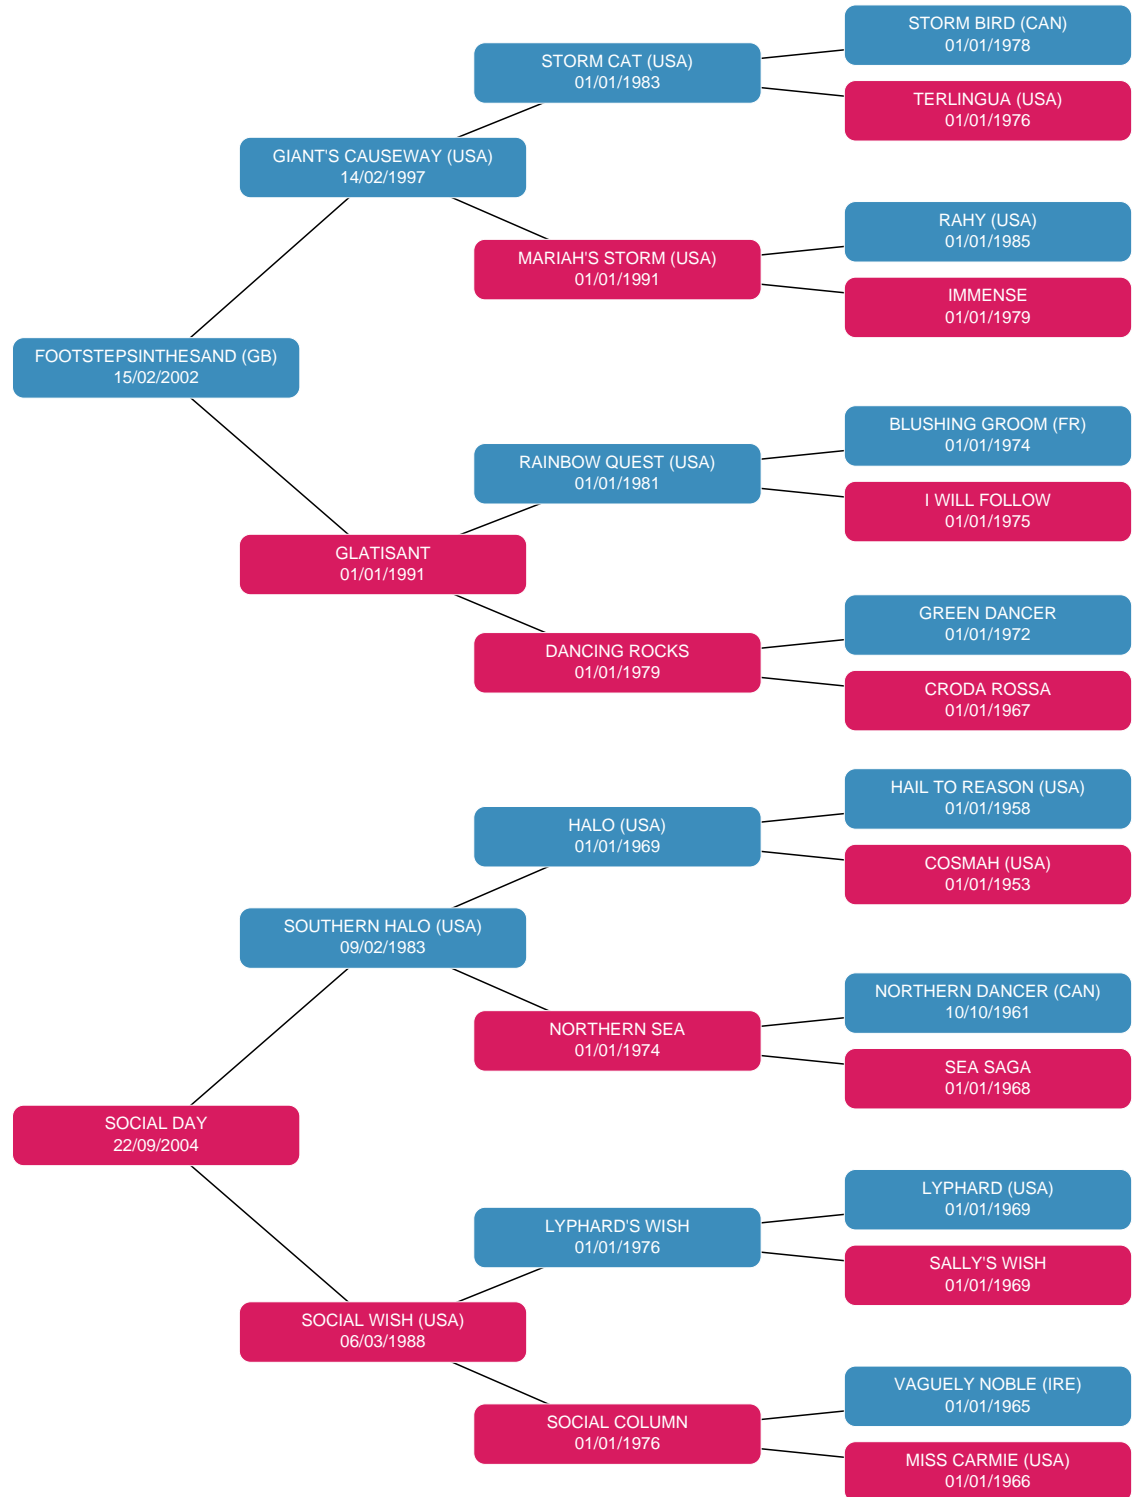 STORM BIRD (CAN)
01/01/1978
STORM CAT (USA)
01/01/1983
TERLINGUA (USA)
01/01/1976
GIANT'S CAUSEWAY (USA)
14/02/1997
RAHY (USA)
01/01/1985
MARIAH'S STORM (USA)
01/01/1991
IMMENSE
01/01/1979
FOOTSTEPSINTHESAND (GB)
15/02/2002
BLUSHING GROOM (FR)
01/01/1974
RAINBOW QUEST (USA)
01/01/1981
I WILL FOLLOW
01/01/1975
GLATISANT
01/01/1991
GREEN DANCER
01/01/1972
DANCING ROCKS
01/01/1979
CRODA ROSSA
01/01/1967
HAIL TO REASON (USA)
01/01/1958
HALO (USA)
01/01/1969
COSMAH (USA)
01/01/1953
SOUTHERN HALO (USA)
09/02/1983
NORTHERN DANCER (CAN)
10/10/1961
NORTHERN SEA
01/01/1974
SEA SAGA
01/01/1968
SOCIAL DAY
22/09/2004
LYPHARD (USA)
01/01/1969
LYPHARD'S WISH
01/01/1976
SALLY'S WISH
01/01/1969
SOCIAL WISH (USA)
06/03/1988
VAGUELY NOBLE (IRE)
01/01/1965
SOCIAL COLUMN
01/01/1976
MISS CARMIE (USA)
01/01/1966